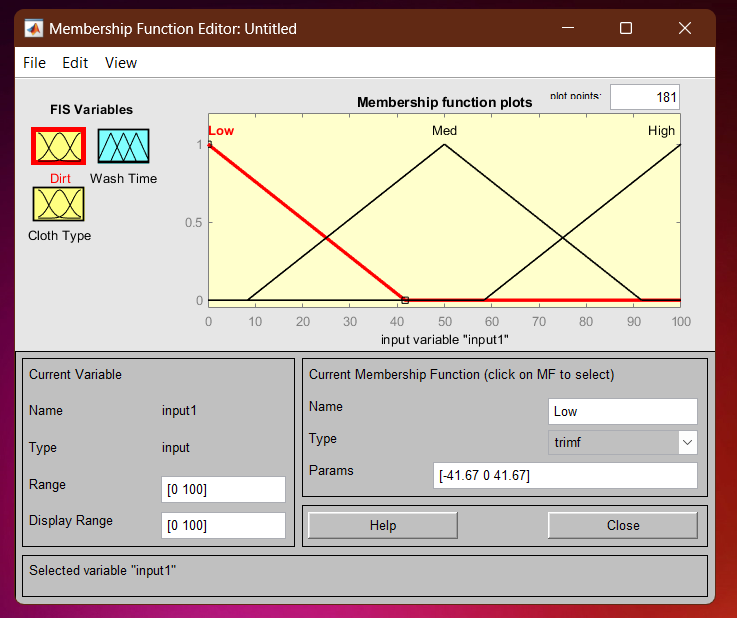 Membership Function Editor: Untitled
File Edit View
FIS Variables
Dirt
Wash Time
Cloth Type
Membership function plots
plot points:
181
Low
Med
High
1
0.5
0
0 10 20 30 40 50 60 70 80 90 100
input variable "input1"
Current Variable
Name input1
Type input
Range [0 100]
Display Range [0 100]
Current Membership Function (click on MF to select)
Name Low
Type trimf
Params [-41.67 0 41.67]
Help Close
Selected variable "input1"